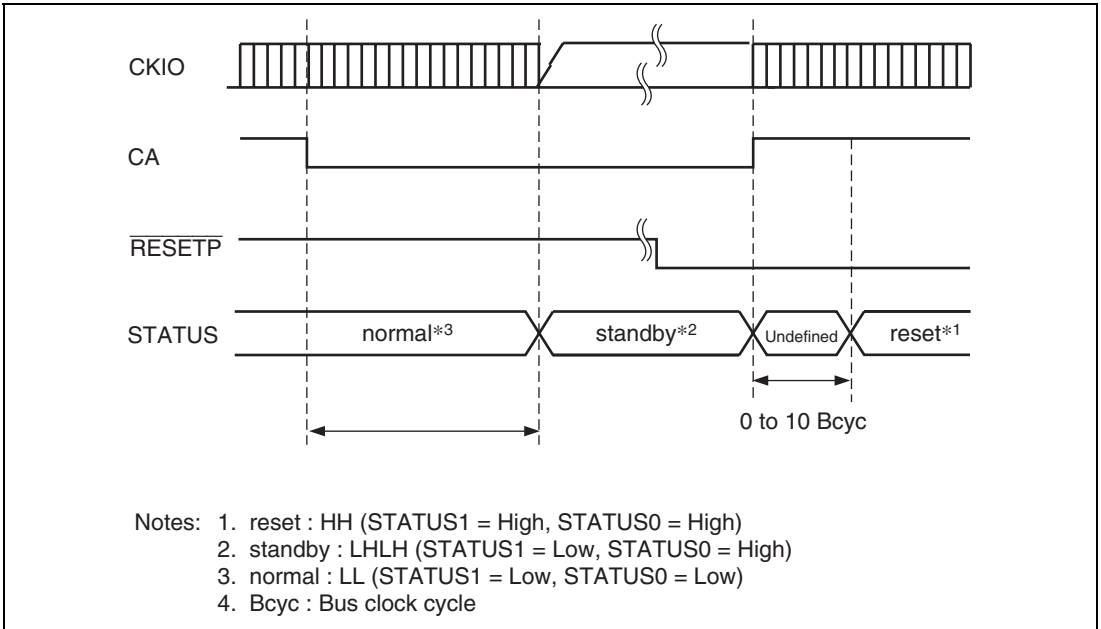 CKIO
CA
RESETP
STATUS
normal*3
standby*2
Undefined
reset*1
0 to 10 Bcyc
Notes: 1. reset : HH (STATUS1 = High, STATUS0 = High)
2. standby : LHLH (STATUS1 = Low, STATUS0 = High)
3. normal : LL (STATUS1 = Low, STATUS0 = Low)
4. Bcyc : Bus clock cycle